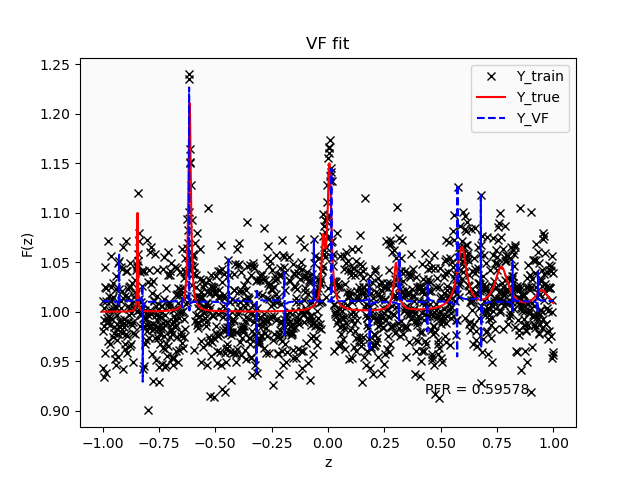 VF fit
1.25
1.20
1.15
1.10
1.05
1.00
0.95
0.90
F(z)
Y_train
Y_true
Y_VF
PFR = 0.59578
−1.00 −0.75 −0.50 −0.25 0.00 0.25 0.50 0.75 1.00
z